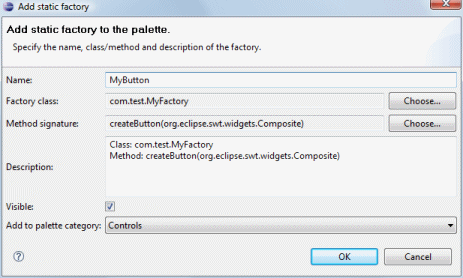 Add static factory
Add static factory to the palette.
Specify the name, class/method and description of the factory.
Name: MyButton
Factory class: com.test.MyFactory Choose...
Method signature: createButton(org.eclipse.swt.widgets.Composite) Choose...
Class: com.test.MyFactory
Method: createButton(org.eclipse.swt.widgets.Composite)
Description:
Visible:
Add to palette category: Controls
? OK Cancel